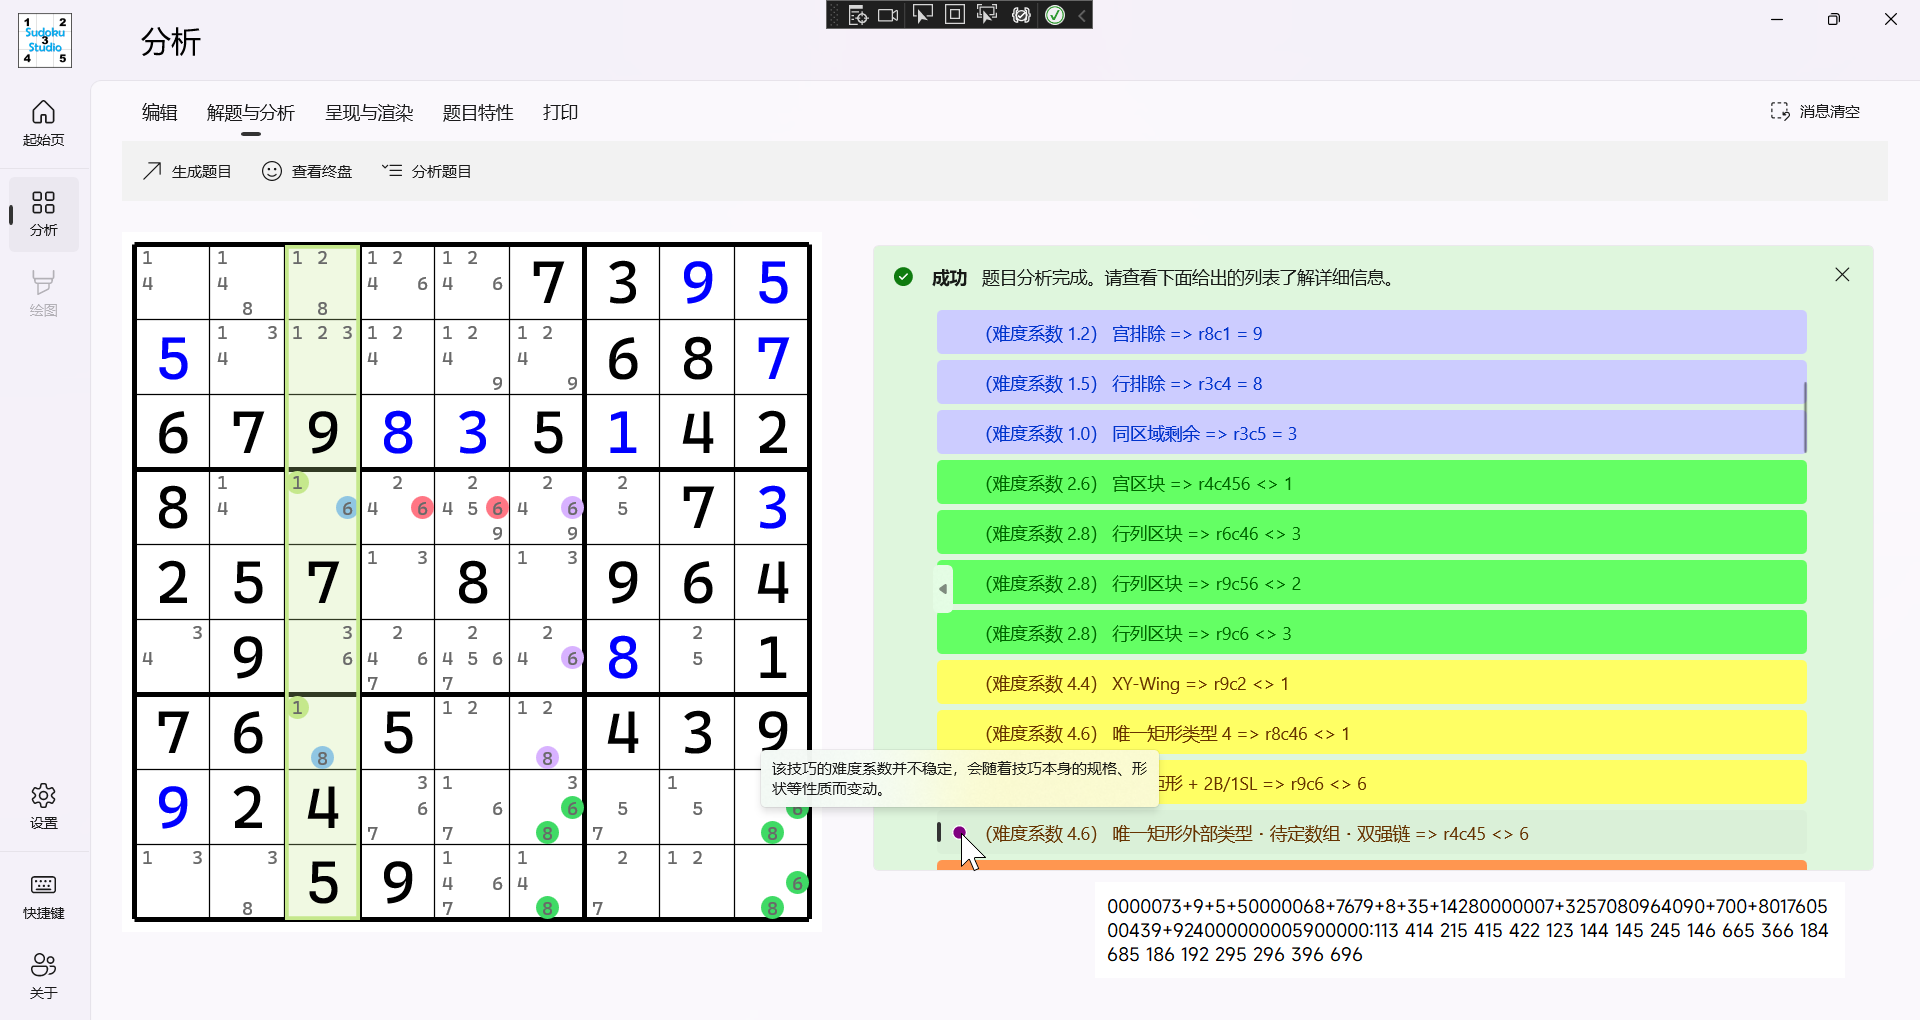 1 2
Sudoku
3
Studio
4 5
分析
起始页
分析
绘图
设置
快捷键
关于
编辑 解题与分析 呈现与渲染 题目特性 打印
消息清空
生成题目 查看终盘 分析题目
1 1 1 2 1 2 1 2
4 4 4 6 4 6 7 3 9 5
8 8
1 3 1 2 3 1 2 1 2 1 2
5 4 4 4 4 6 8 7
9 9
6 7 9 8 3 5 1 4 2
1 1 2 2 2 2
8 4 6 4 6 4 5 6 4 6 5 7 3
9 9
1 3 1 3
2 5 7 8 9 6 4
3 3 2 2 2 2
4 9 6 4 6 4 5 6 4 6 8 5 1
7 7
1 1 2 1 2
7 6 5 4 3 9
8 8
3 1 3 1
9 2 4 6 6 6 5 5 6
7 7 8 7 8
1 3 3 1 1 2 1 2
5 9 4 6 4 6
8 7 8 7 8
成功 题目分析完成。请查看下面给出的列表了解详细信息。
(难度系数 1.2) 宫排除 => r8c1 = 9
(难度系数 1.5) 行排除 => r3c4 = 8
(难度系数 1.0) 同区域剩余 => r3c5 = 3
(难度系数 2.6) 宫区块 => r4c456 <> 1
(难度系数 2.8) 行列区块 => r6c46 <> 3
(难度系数 2.8) 行列区块 => r9c56 <> 2
(难度系数 2.8) 行列区块 => r9c6 <> 3
(难度系数 4.4) XY-Wing => r9c2 <> 1
(难度系数 4.6) 唯一矩形类型 4 => r8c46 <> 1
矩形 + 2B/1SL => r9c6 <> 6
(难度系数 4.6) 唯一矩形外部类型 · 待定数组 · 双强链 => r4c45 <> 6
该技巧的难度系数并不稳定，会随着技巧本身的规格、形
状等性质而变动。
0000073+9+5+50000068+7679+8+35+14280000007+3257080964090+700+8017605
00439+924000000005900000:113 414 215 415 422 123 144 145 245 146 665 366 184
685 186 192 295 296 396 696